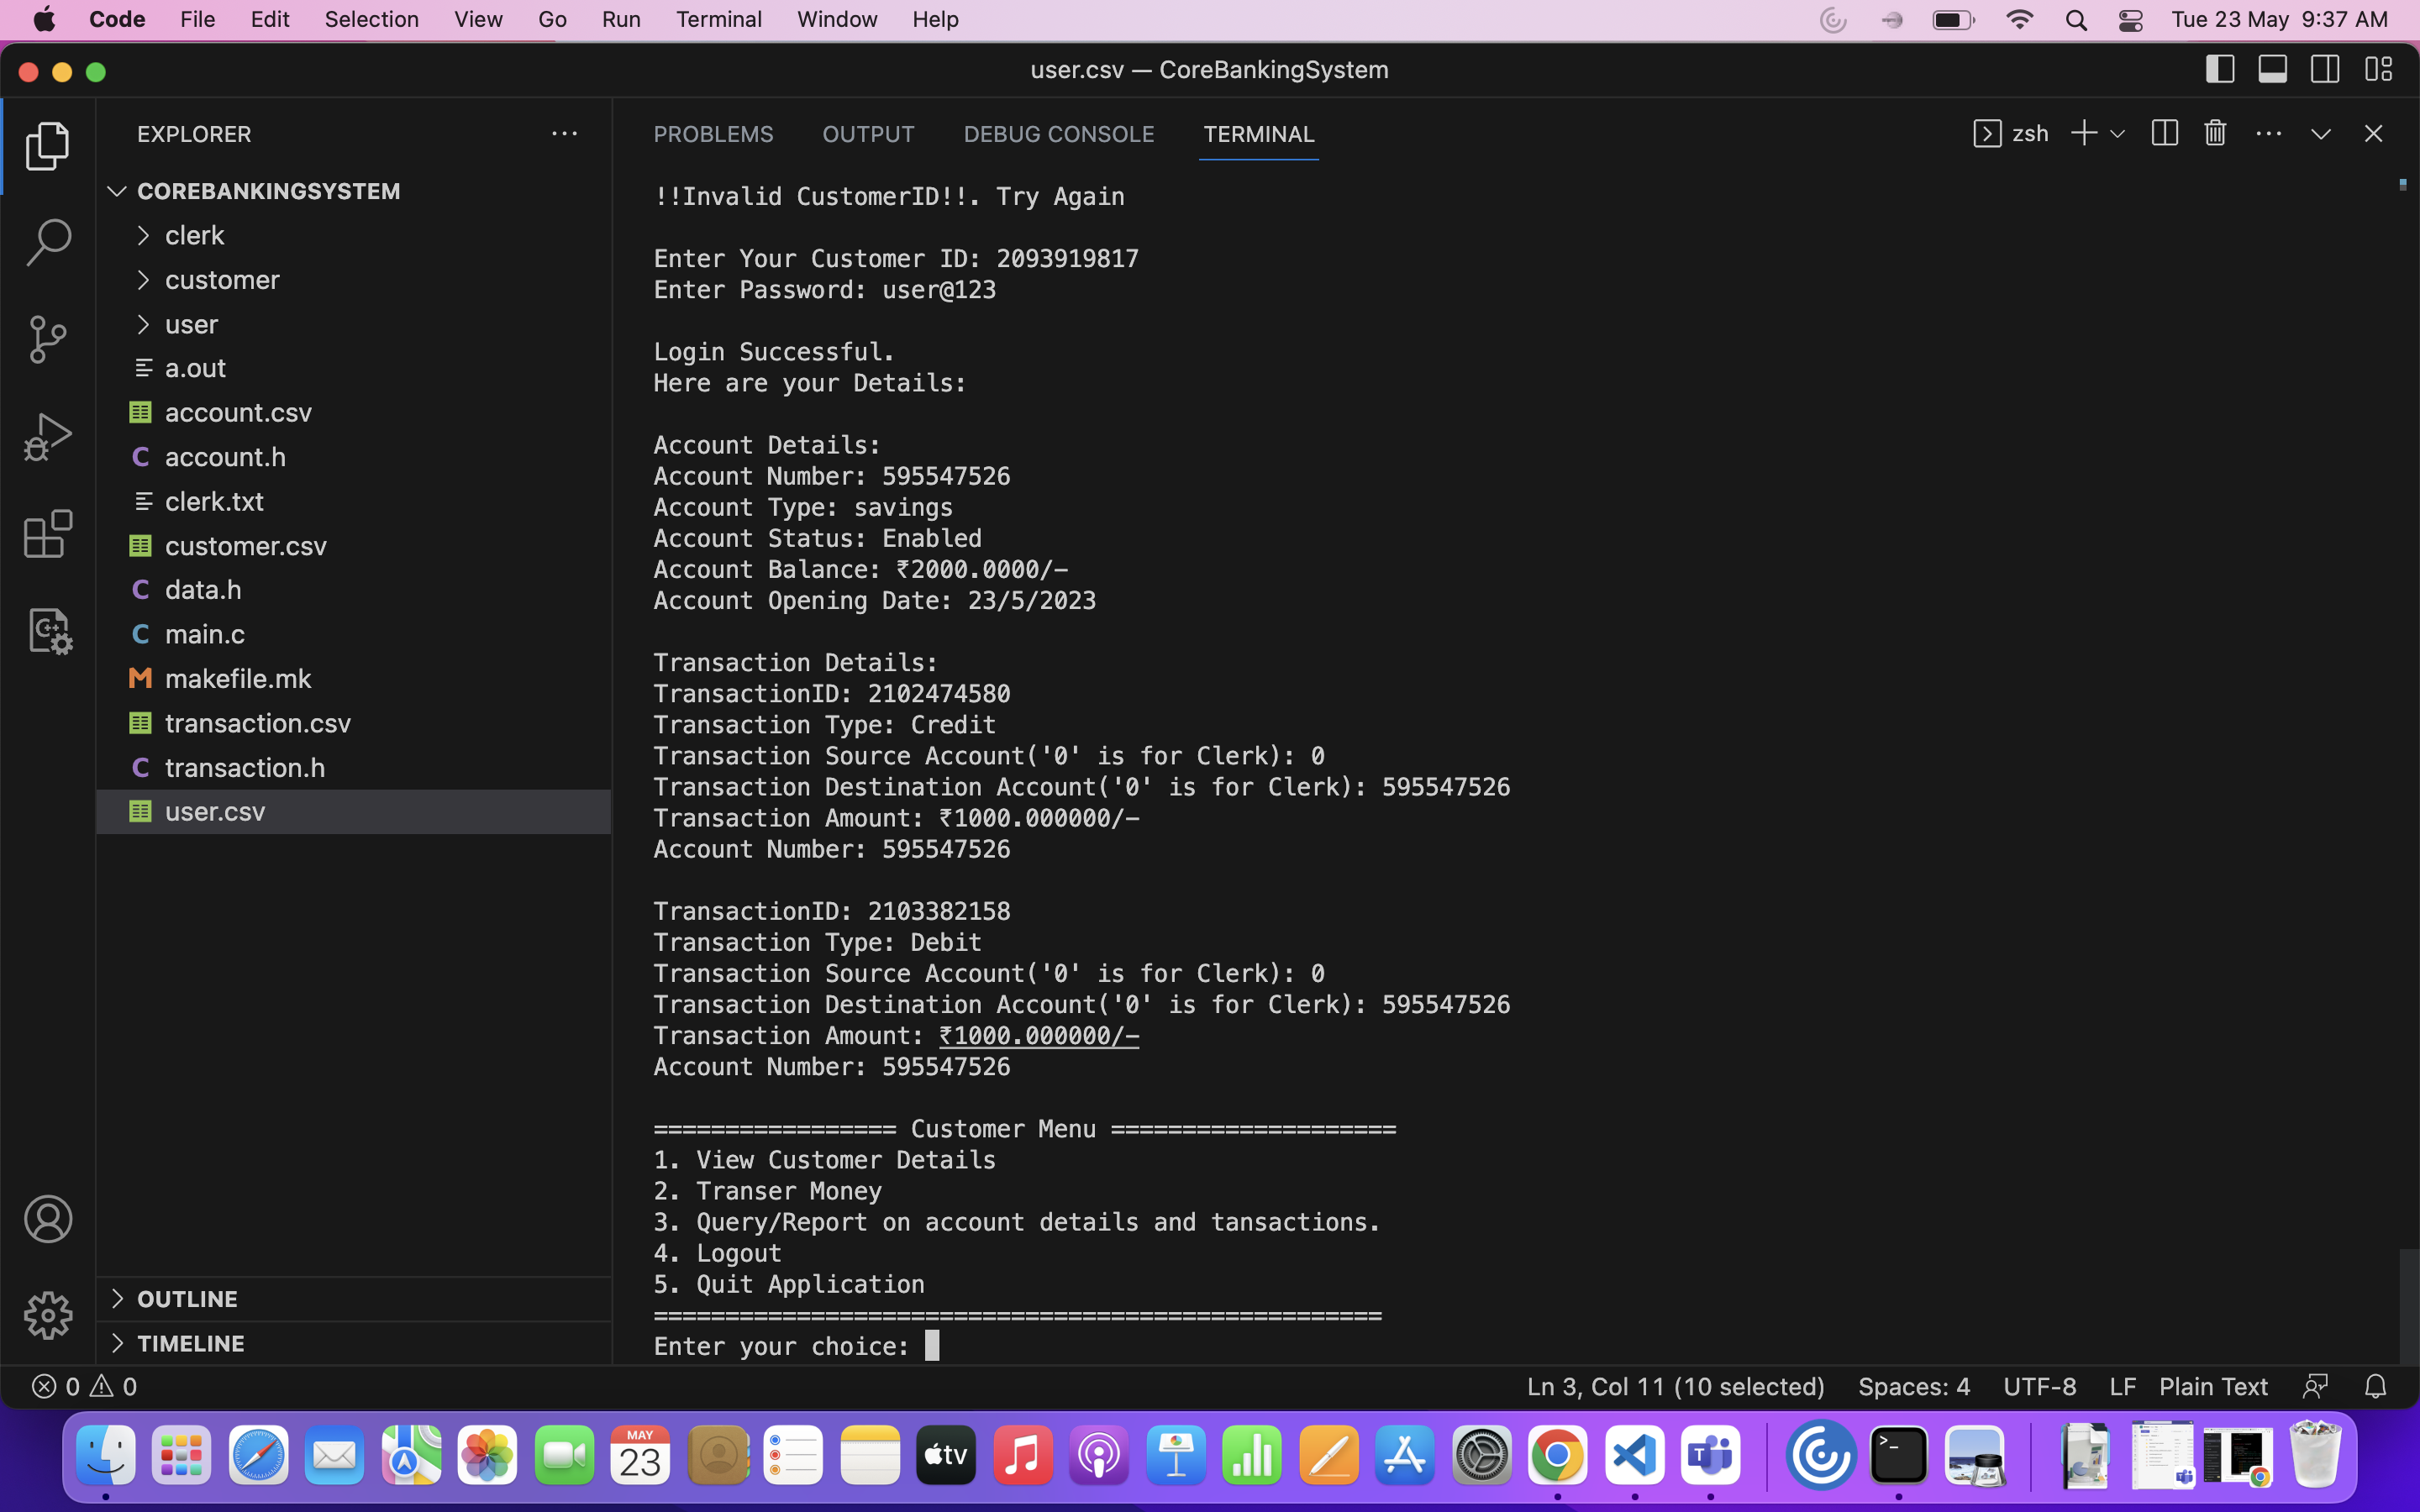 Code File Edit Selection View Go Run Terminal Window Help Tue 23 May 9:37 AM
user.csv — CoreBankingSystem
EXPLORER
COREBANKINGSYSTEM
clerk
customer
user
a.out
account.csv
C account.h
clerk.txt
customer.csv
C data.h
C main.c
M makefile.mk
transaction.csv
C transaction.h
user.csv
OUTLINE
TIMELINE
PROBLEMS OUTPUT DEBUG CONSOLE TERMINAL zsh
!!Invalid CustomerID!!. Try Again
Enter Your Customer ID: 2093919817
Enter Password: user@123
Login Successful.
Here are your Details:
Account Details:
Account Number: 595547526
Account Type: savings
Account Status: Enabled
Account Balance: ₹2000.0000/-
Account Opening Date: 23/5/2023
Transaction Details:
TransactionID: 2102474580
Transaction Type: Credit
Transaction Source Account('0' is for Clerk): 0
Transaction Destination Account('0' is for Clerk): 595547526
Transaction Amount: ₹1000.000000/-
Account Number: 595547526
TransactionID: 2103382158
Transaction Type: Debit
Transaction Source Account('0' is for Clerk): 0
Transaction Destination Account('0' is for Clerk): 595547526
Transaction Amount: ₹1000.000000/-
Account Number: 595547526
================= Customer Menu ====================
1. View Customer Details
2. Transer Money
3. Query/Report on account details and tansactions.
4. Logout
5. Quit Application
===================================================
Enter your choice:
0 0 Ln 3, Col 11 (10 selected) Spaces: 4 UTF-8 LF Plain Text
MAY
23
tv